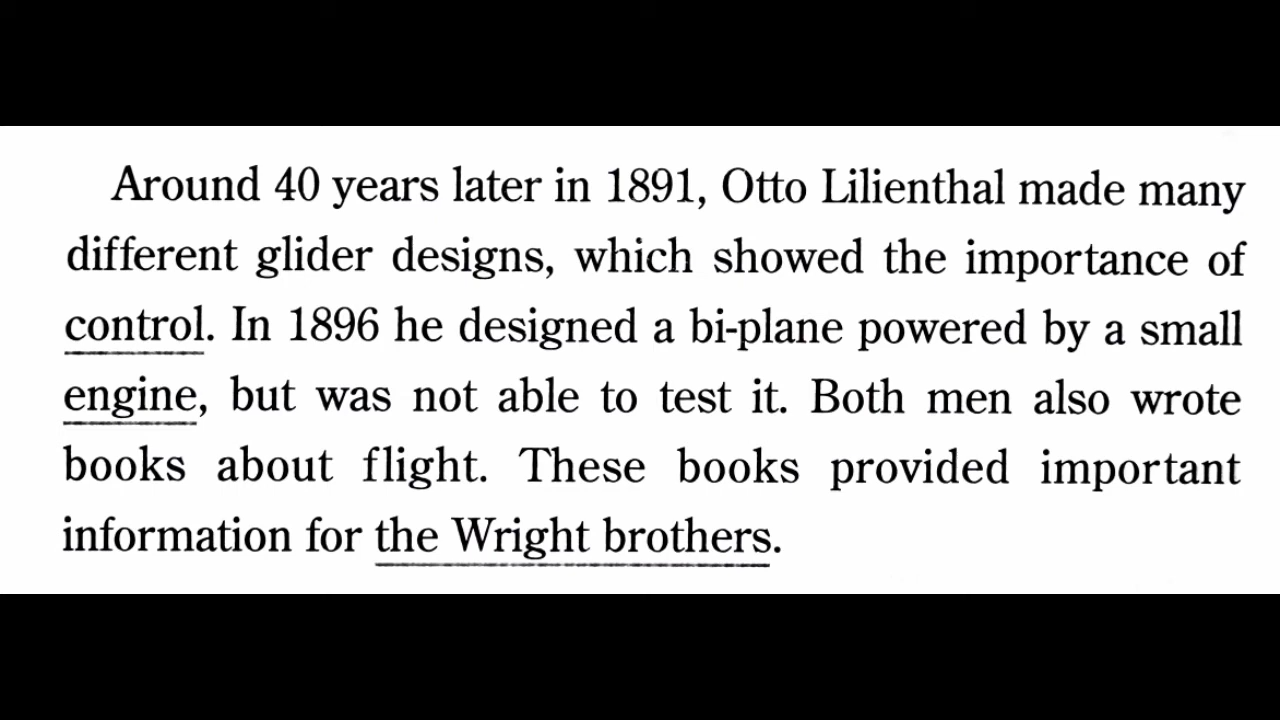 Around 40 years later in 1891, Otto Lilienthal made many
different glider designs, which showed the importance of
control. In 1896 he designed a bi-plane powered by a small
engine, but was not able to test it. Both men also wrote
books about flight. These books provided important
information for the Wright brothers.